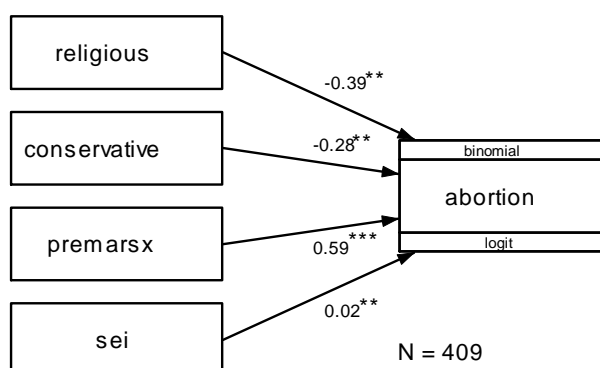 religious
-0.39**
conservative
-0.28**
binomial
abortion
premarsx
0.59***
logit
sei
0.02**
N = 409